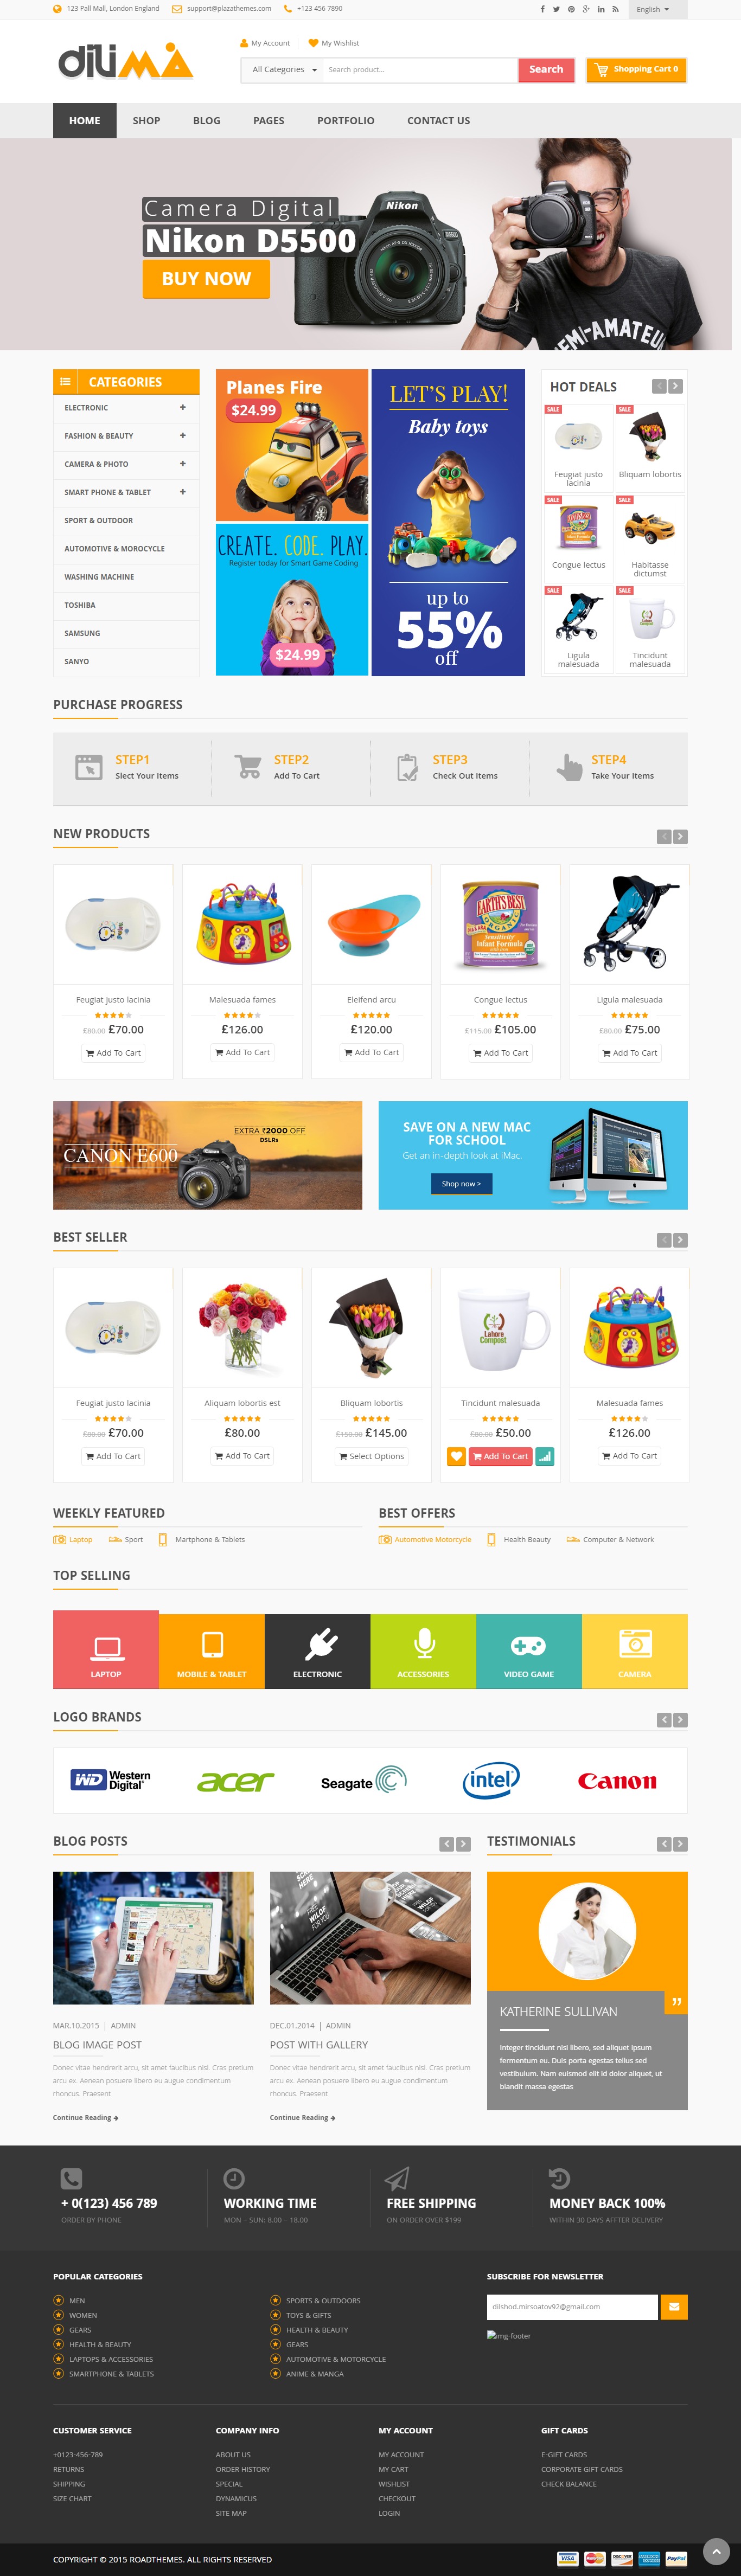 123 Pall Mall, London England
support@plazathemes.com
+123 456 7890
English
diLiMA
My Account
My Wishlist
All Categories
Search product...
Search
Shopping Cart 0
HOME
SHOP
BLOG
PAGES
PORTFOLIO
CONTACT US
Camera Digital
Nikon D5500
BUY NOW
Nikon
DEMI-AMATEUR
CATEGORIES
ELECTRONIC
FASHION & BEAUTY
CAMERA & PHOTO
SMART PHONE & TABLET
SPORT & OUTDOOR
AUTOMOTIVE & MOROCYCLE
WASHING MACHINE
TOSHIBA
SAMSUNG
SANYO
Planes Fire
$24.99
CREATE. CODE. PLAY.
Register today for Smart Game Coding
$24.99
LET'S PLAY!
Baby toys
up to
55%
off
HOT DEALS
SALE
SALE
Feugiat justo
lacinia
Bliquam lobortis
SALE
SALE
Congue lectus
Habitasse
dictumst
SALE
SALE
Ligula
malesuada
Tincidunt
malesuada
PURCHASE PROGRESS
STEP1
Slect Your Items
STEP2
Add To Cart
STEP3
Check Out Items
STEP4
Take Your Items
NEW PRODUCTS
EARTH'S BEST
ORGANIC
Sensitivity
Infant Formula
Feugiat justo lacinia
£80.00 £70.00
Add To Cart
Malesuada fames
£126.00
Add To Cart
Eleifend arcu
£120.00
Add To Cart
Congue lectus
£115.00 £105.00
Add To Cart
Ligula malesuada
£80.00 £75.00
Add To Cart
CANON E600
EXTRA ₹2000 OFF
DSLRs
SAVE ON A NEW MAC
FOR SCHOOL
Get an in-depth look at iMac.
Shop now >
BEST SELLER
Lahore
Compost
Feugiat justo lacinia
£80.00 £70.00
Add To Cart
Aliquam lobortis est
£80.00
Add To Cart
Bliquam lobortis
£150.00 £145.00
Select Options
Tincidunt malesuada
£80.00 £50.00
Add To Cart
Malesuada fames
£126.00
Add To Cart
WEEKLY FEATURED
Laptop
Sport
Martphone & Tablets
BEST OFFERS
Automotive Motorcycle
Health Beauty
Computer & Network
TOP SELLING
LAPTOP
MOBILE & TABLET
ELECTRONIC
ACCESSORIES
VIDEO GAME
CAMERA
LOGO BRANDS
WD Western
Digital
acer
Seagate
intel
Canon
BLOG POSTS
MAR.10.2015 | ADMIN
BLOG IMAGE POST
Donec vitae hendrerit arcu, sit amet faucibus nisl. Cras pretium
arcu ex. Aenean posuere libero eu augue condimentum
rhoncus. Praesent
Continue Reading
DEC.01.2014 | ADMIN
POST WITH GALLERY
Donec vitae hendrerit arcu, sit amet faucibus nisl. Cras pretium
arcu ex. Aenean posuere libero eu augue condimentum
rhoncus. Praesent
Continue Reading
TESTIMONIALS
KATHERINE SULLIVAN
Integer tincidunt nisi libero, sed aliquet ipsum
fermentum eu. Duis porta egestas tellus sed
vestibulum. Nam euismod elit id dolor aliquet, ut
blandit massa egestas
+ 0(123) 456 789
ORDER BY PHONE
WORKING TIME
MON – SUN: 8.00 – 18.00
FREE SHIPPING
ON ORDER OVER $199
MONEY BACK 100%
WITHIN 30 DAYS AFFTER DELIVERY
POPULAR CATEGORIES
MEN
WOMEN
GEARS
HEALTH & BEAUTY
LAPTOPS & ACCESSORIES
SMARTPHONE & TABLETS
SPORTS & OUTDOORS
TOYS & GIFTS
HEALTH & BEAUTY
GEARS
AUTOMOTIVE & MOTORCYCLE
ANIME & MANGA
SUBSCRIBE FOR NEWSLETTER
dilshod.mirsoatov92@gmail.com
img-footer
CUSTOMER SERVICE
+0123-456-789
RETURNS
SHIPPING
SIZE CHART
COMPANY INFO
ABOUT US
ORDER HISTORY
SPECIAL
DYNAMICUS
SITE MAP
MY ACCOUNT
MY ACCOUNT
MY CART
WISHLIST
CHECKOUT
LOGIN
GIFT CARDS
E-GIFT CARDS
CORPORATE GIFT CARDS
CHECK BALANCE
COPYRIGHT © 2015 ROADTHEMES. ALL RIGHTS RESERVED
VISA
MasterCard
DISCOVER
PayPal